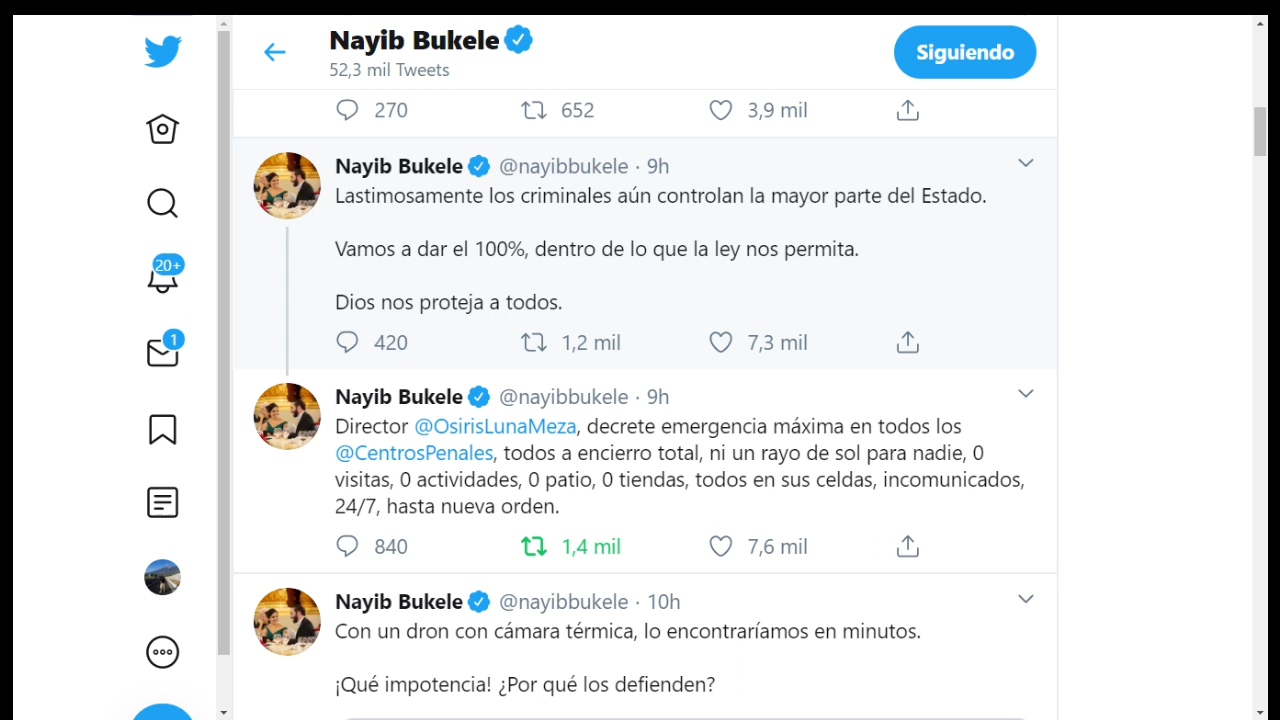 Nayib Bukele
52,3 mil Tweets
Siguiendo
270 652 3,9 mil
Nayib Bukele @nayibbukele · 9h
Lastimosamente los criminales aún controlan la mayor parte del Estado.
Vamos a dar el 100%, dentro de lo que la ley nos permita.
Dios nos proteja a todos.
420 1,2 mil 7,3 mil
Nayib Bukele @nayibbukele · 9h
Director @OsirisLunaMeza, decrete emergencia máxima en todos los
@CentrosPenales, todos a encierro total, ni un rayo de sol para nadie, 0
visitas, 0 actividades, 0 patio, 0 tiendas, todos en sus celdas, incomunicados,
24/7, hasta nueva orden.
840 1,4 mil 7,6 mil
Nayib Bukele @nayibbukele · 10h
Con un dron con cámara térmica, lo encontraríamos en minutos.
¡Qué impotencia! ¿Por qué los defienden?
20+
1